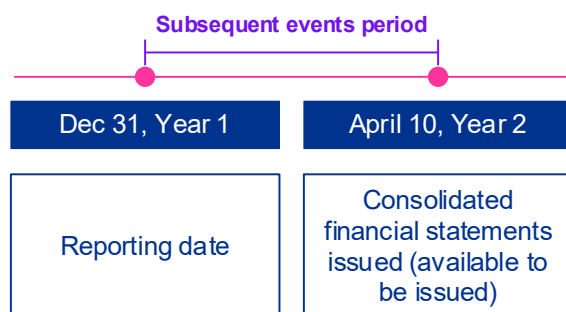 Subsequent events period
Dec 31, Year 1
April 10, Year 2
Reporting date
Consolidated
financial statements
issued (available to
be issued)